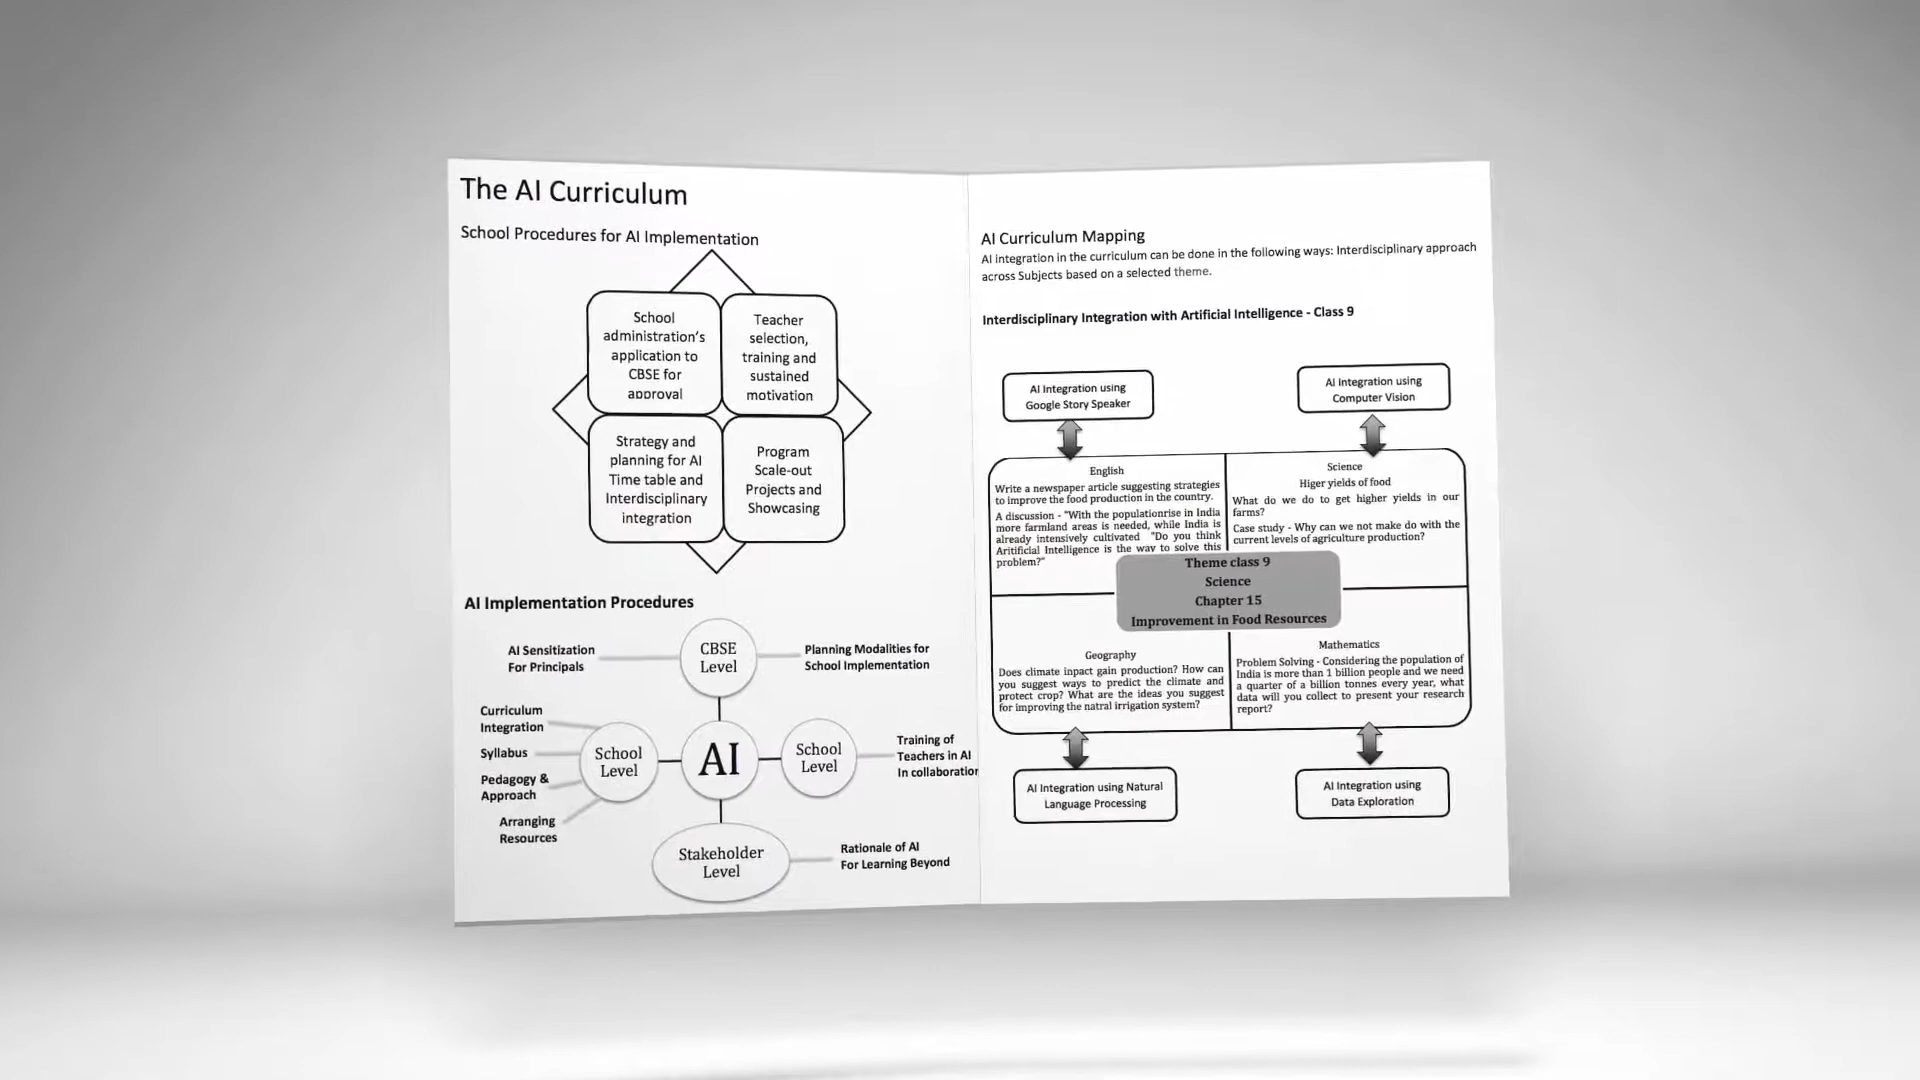 The AI Curriculum
School Procedures for AI Implementation
School
administration's
application to
CBSE for
approval
Teacher
selection,
training and
sustained
motivation
Strategy and
planning for AI
Time table and
Interdisciplinary
integration
Program
Scale-out
Projects and
Showcasing
AI Implementation Procedures
AI Sensitization
For Principals
CBSE
Level
Planning Modalities for
School Implementation
Curriculum
Integration
Syllabus
Pedagogy &
Approach
Arranging
Resources
School
Level
AI
School
Level
Training of
Teachers in AI
In collaboration
Stakeholder
Level
Rationale of AI
For Learning Beyond
AI Curriculum Mapping
AI integration in the curriculum can be done in the following ways: Interdisciplinary approach
across Subjects based on a selected theme.
Interdisciplinary Integration with Artificial Intelligence - Class 9
AI Integration using
Google Story Speaker
AI Integration using
Computer Vision
English
Write a newspaper article suggesting strategies
to improve the food production in the country.
A discussion - "With the populationrise in India
more farmland areas is needed, while India is
already intensively cultivated "Do you think
Aritificial Intelligence is the way to solve this
problem?"
Science
Higer yields of food
What do we do to get higher yields in our
farms?
Case study - Why can we not make do with the
current levels of agriculture production?
Theme class 9
Science
Chapter 15
Improvement in Food Resources
Geography
Does climate inpact gain production? How can
you suggest ways to predict the climate and
protect crop? What are the ideas you suggest
for improving the natral irrigation system?
Mathematics
Problem Solving - Considering the population of
India is more than 1 billion people and we need
a quarter of a billion tonnes every year, what
data will you collect to present your research
report?
AI Integration using Natural
Language Processing
AI Integration using
Data Exploration